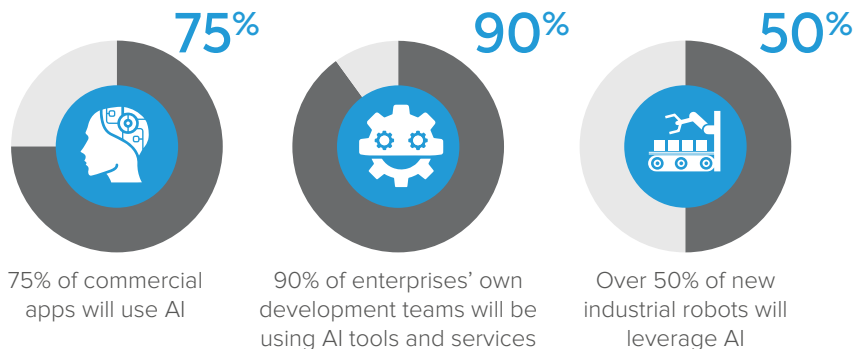 75%
90%
50%
75% of commercial
apps will use AI
90% of enterprises’ own
development teams will be
using AI tools and services
Over 50% of new
industrial robots will
leverage AI